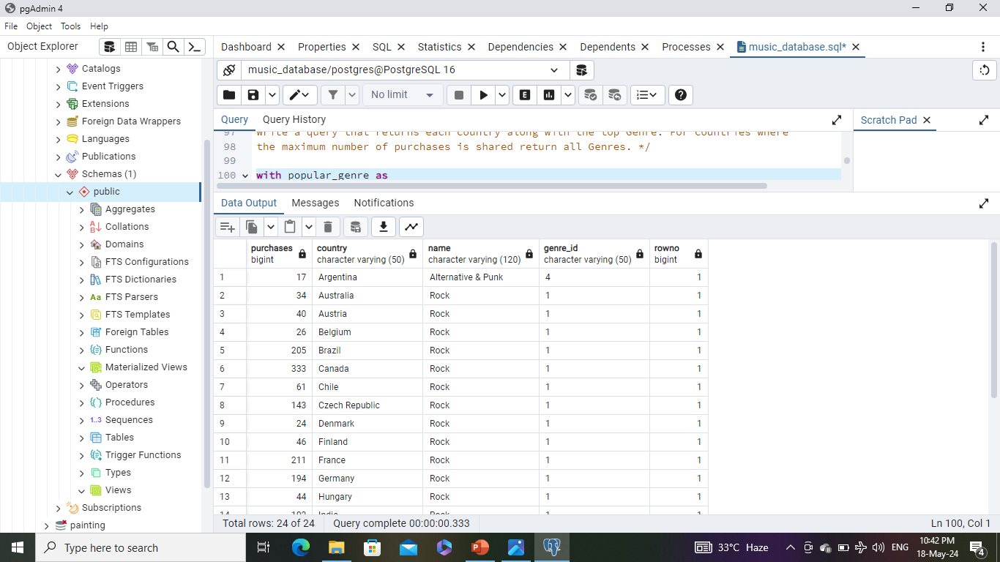 pgAdmin 4
File Object Tools Help
Object Explorer
Dashboard Properties SQL Statistics Dependencies Dependents Processes music_database.sql*
Catalogs
Event Triggers
Extensions
Foreign Data Wrappers
Languages
Publications
Schemas (1)
public
Aggregates
Collations
Domains
FTS Configurations
FTS Dictionaries
Aa FTS Parsers
FTS Templates
Foreign Tables
Functions
Materialized Views
Operators
Procedures
1..3 Sequences
Tables
Trigger Functions
Types
Views
Subscriptions
painting
music_database/postgres@PostgreSQL 16
No limit E
Query Query History
Scratch Pad
97 Write a query that returns each country along with the top Genre. For countries where
98 the maximum number of purchases is shared return all Genres. */
99
100 with popular_genre as
Data Output Messages Notifications
purchases country name genre_id rowno
bigint character varying (50) character varying (120) character varying (50) bigint
1 17 Argentina Alternative & Punk 4 1
2 34 Australia Rock 1 1
3 40 Austria Rock 1 1
4 26 Belgium Rock 1 1
5 205 Brazil Rock 1 1
6 333 Canada Rock 1 1
7 61 Chile Rock 1 1
8 143 Czech Republic Rock 1 1
9 24 Denmark Rock 1 1
10 46 Finland Rock 1 1
11 211 France Rock 1 1
12 194 Germany Rock 1 1
13 44 Hungary Rock 1 1
14 102 India Rock 1 1
Total rows: 24 of 24 Query complete 00:00:00.333 Ln 100, Col 1
Type here to search
33°C Haze
ENG
10:42 PM
18-May-24
4